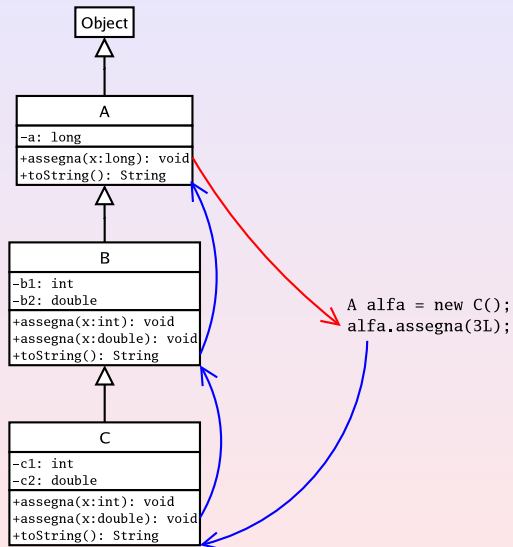 Object
A
-a: long
+assegna(x:long): void
+toString(): String
B
-b1: int
-b2: double
+assegna(x:int): void
+assegna(x:double): void
+toString(): String
A alfa = new C();
alfa.assegna(3L);
C
-c1: int
-c2: double
+assegna(x:int): void
+assegna(x:double): void
+toString(): String